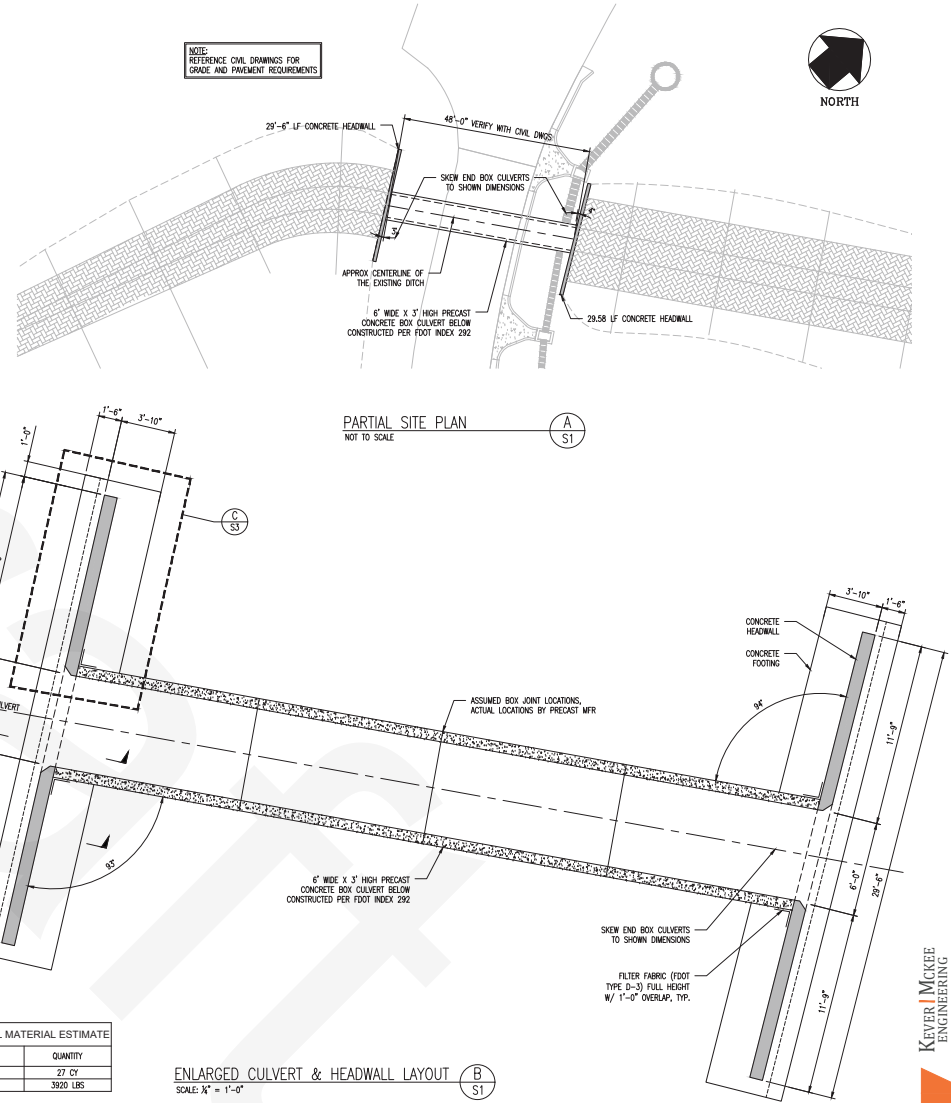 NOTE:
REFERENCE CIVIL DRAWINGS FOR
GRADE AND PAVEMENT REQUIREMENTS
NORTH
48'-0" VERIFY WITH CIVIL DWGS
29'-6" LF CONCRETE HEADWALL
SKEW END BOX CULVERTS
TO SHOWN DIMENSIONS
4°
3°
APPROX CENTERLINE OF
THE EXISTING DITCH
6' WIDE X 3' HIGH PRECAST
CONCRETE BOX CULVERT BELOW
CONSTRUCTED PER FDOT INDEX 292
29.58 LF CONCRETE HEADWALL
PARTIAL SITE PLAN
NOT TO SCALE
A
S1
1'-0"
1'-6"
3'-10"
C
S3
3'-10"
1'-6"
CONCRETE
HEADWALL
CONCRETE
FOOTING
94°
11'-9"
ASSUMED BOX JOINT LOCATIONS,
ACTUAL LOCATIONS BY PRECAST MFR
93°
6' WIDE X 3' HIGH PRECAST
CONCRETE BOX CULVERT BELOW
CONSTRUCTED PER FDOT INDEX 292
6'-0"
29'-6"
SKEW END BOX CULVERTS
TO SHOWN DIMENSIONS
FILTER FABRIC (FDOT
TYPE D-3) FULL HEIGHT
W/ 1'-0" OVERLAP, TYP.
11'-9"
MATERIAL ESTIMATE
QUANTITY
27 CY
3920 LBS
ENLARGED CULVERT & HEADWALL LAYOUT
SCALE: ¼" = 1'-0"
B
S1
KEVER MCKEE
ENGINEERING